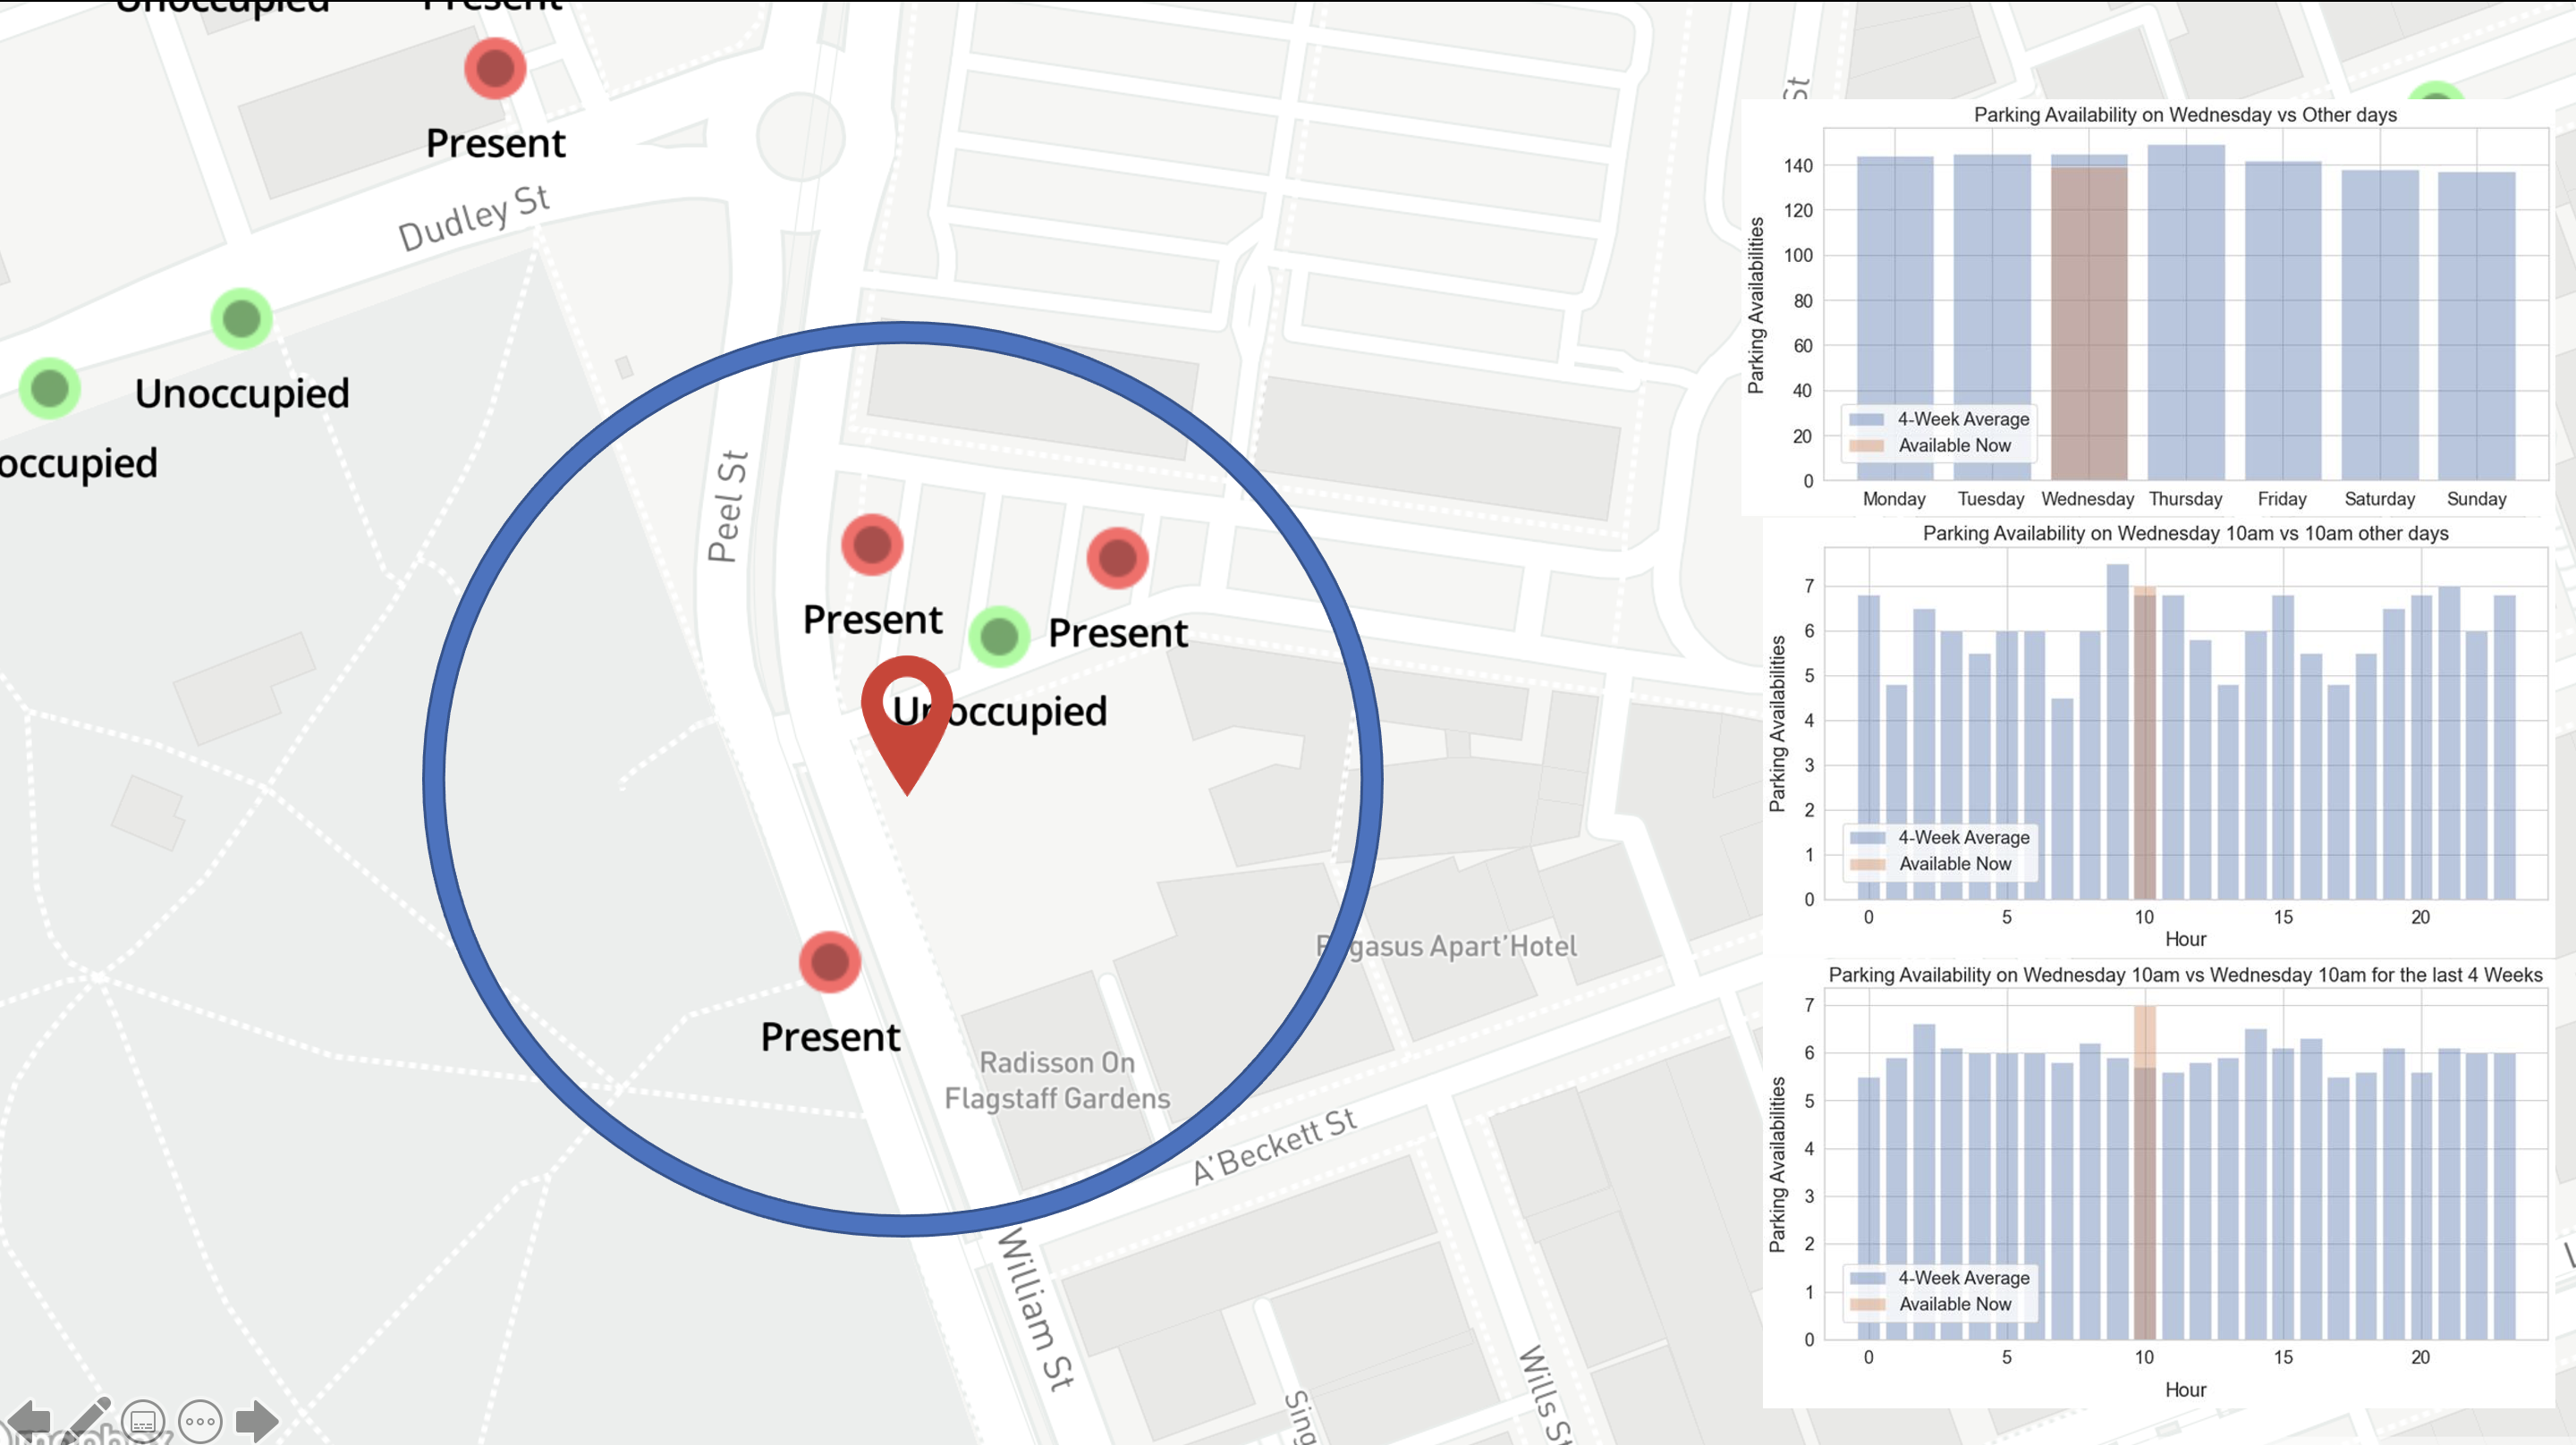 Unoccupied
Present
Present
Dudley St
Unoccupied
occupied
Peel St
Present
Present
Unoccupied
Present
Pegasus Apart'Hotel
Radisson On
Flagstaff Gardens
A'Beckett St
William St
Wills St
Sing
St
mapbox
Parking Availability on Wednesday vs Other days
Parking Availabilities
140
120
100
80
60
40
20
0
4-Week Average
Available Now
Monday Tuesday Wednesday Thursday Friday Saturday Sunday
Parking Availability on Wednesday 10am vs 10am other days
Parking Availabilities
7
6
5
4
3
2
1
0
4-Week Average
Available Now
0 5 10 15 20
Hour
Parking Availability on Wednesday 10am vs Wednesday 10am for the last 4 Weeks
Parking Availabilities
7
6
5
4
3
2
1
0
4-Week Average
Available Now
0 5 10 15 20
Hour